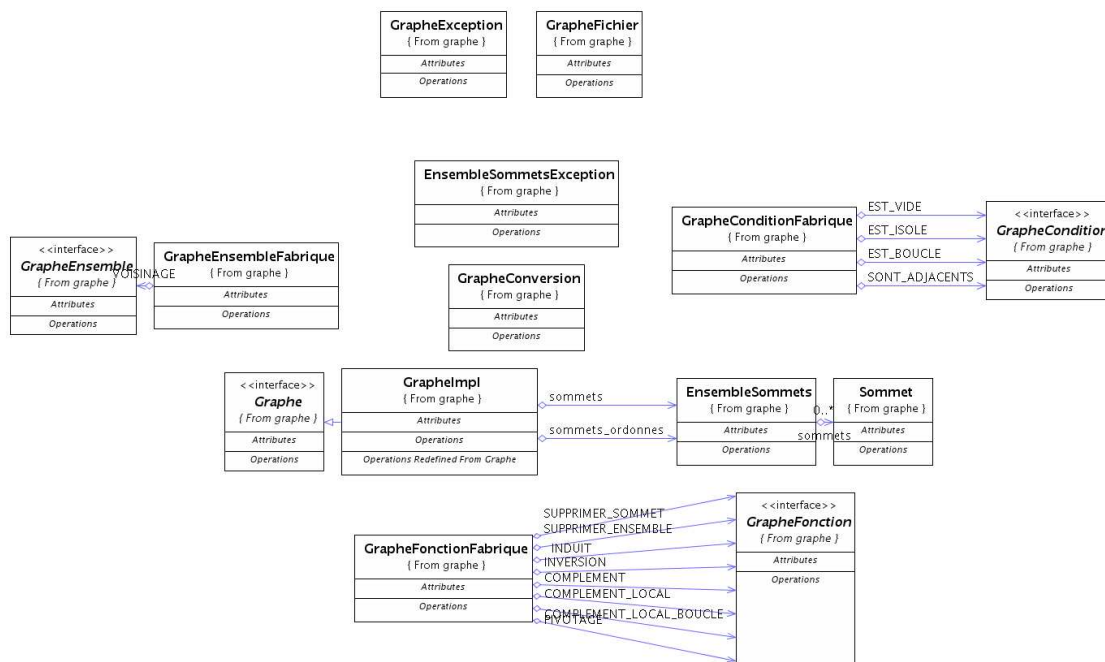 GrapheException
{ From graphe }
Attributes
Operations
GrapheFichier
{ From graphe }
Attributes
Operations
EnsembleSommetsException
{ From graphe }
Attributes
Operations
GrapheConditionFabrique
{ From graphe }
Attributes
Operations
EST_VIDE
EST_ISOLE
EST_BOUCLE
SONT_ADJACENTS
<<interface>>
GrapheCondition
{ From graphe }
Attributes
Operations
<<interface>>
GrapheEnsemble
{ From graphe }
Attributes
Operations
VOISINAGE
GrapheEnsembleFabrique
{ From graphe }
Attributes
Operations
GrapheConversion
{ From graphe }
Attributes
Operations
<<interface>>
Graphe
{ From graphe }
Attributes
Operations
GrapheImpl
{ From graphe }
Attributes
Operations
Operations Redefined From Graphe
sommets
sommets_ordonnes
EnsembleSommets
{ From graphe }
Attributes
Operations
0..*
sommets
Sommet
{ From graphe }
Attributes
Operations
GrapheFonctionFabrique
{ From graphe }
Attributes
Operations
SUPPRIMER_SOMMET
SUPPRIMER_ENSEMBLE
INDUIT
INVERSION
COMPLEMENT
COMPLEMENT_LOCAL
COMPLEMENT_LOCAL_BOUCLE
PIVOTAGE
<<interface>>
GrapheFonction
{ From graphe }
Attributes
Operations